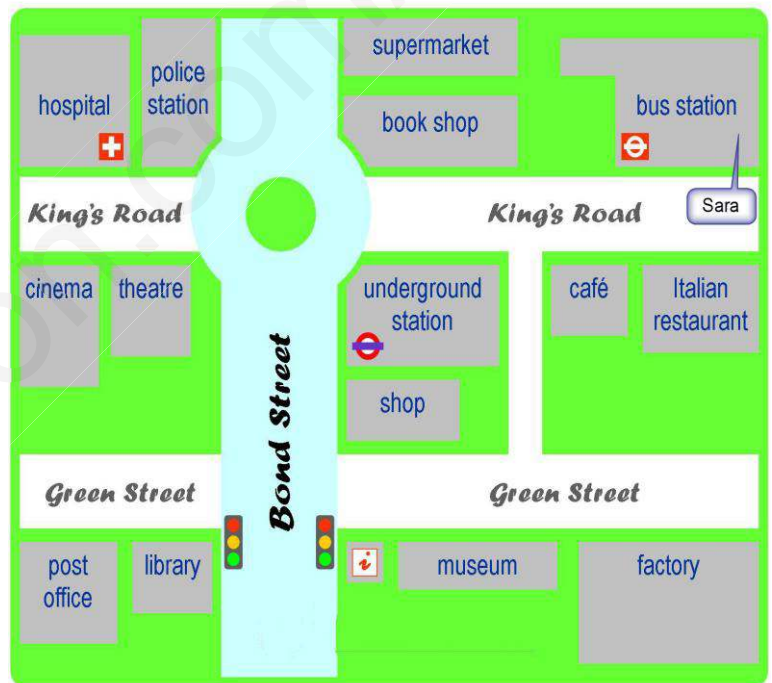 supermarket
police
station
hospital
book shop
bus station
King's Road
King's Road
Sara
cinema
theatre
underground
station
café
Italian
restaurant
shop
Bond Street
Green Street
Green Street
post
office
library
i
museum
factory